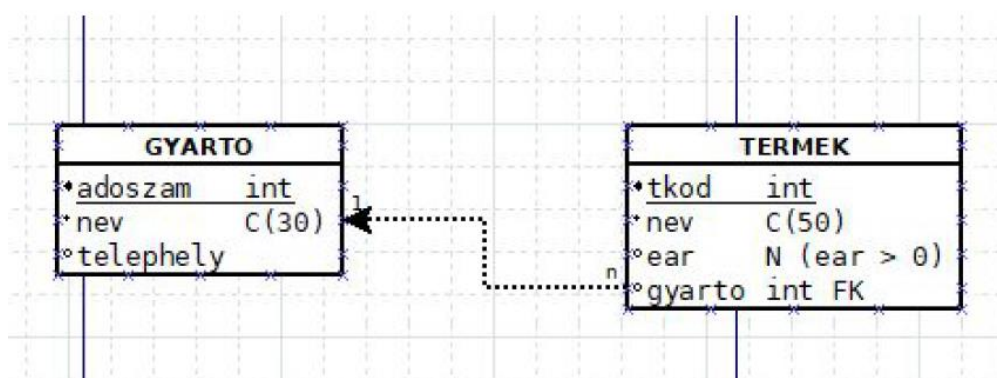 GYARTO
adoszam int
nev C(30)
telephely
1
n
TERMEK
tkod int
nev C(50)
ear N (ear > 0)
gyarto int FK